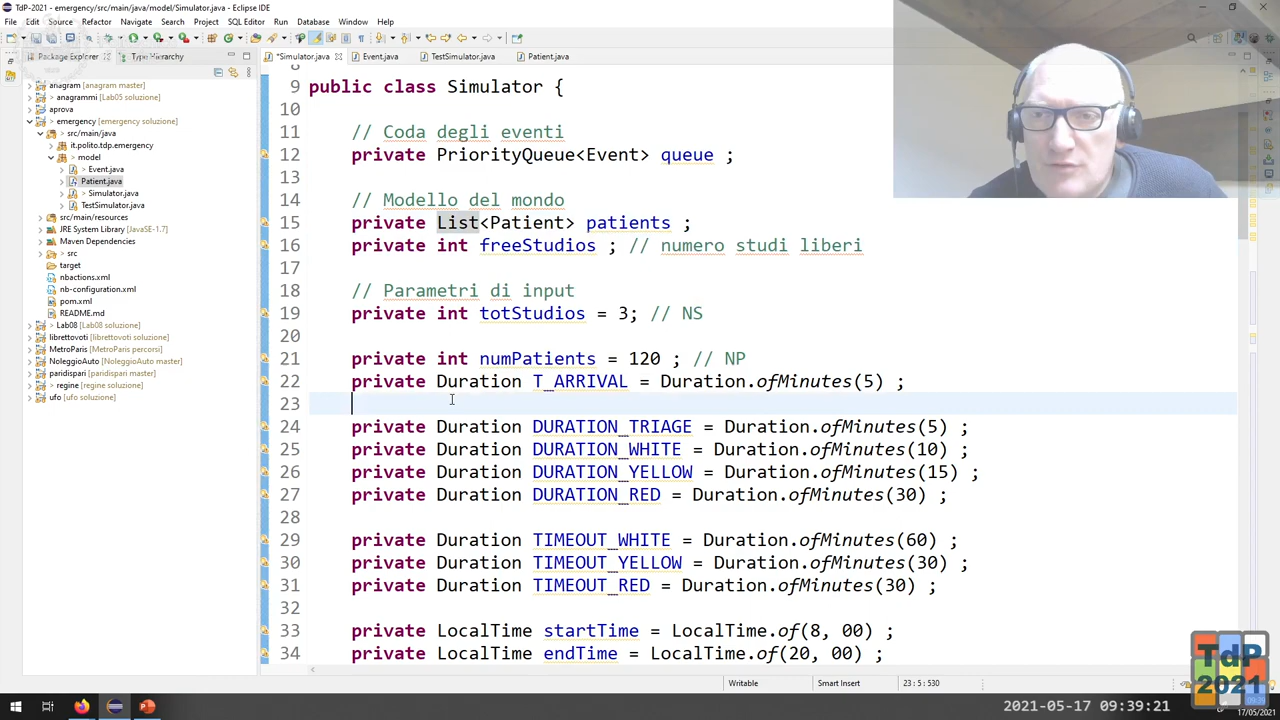 TdP-2021 - emergency/src/main/java/model/Simulator.java - Eclipse IDE
File Edit Source Refactor Navigate Search Project SQL Editor Run Database Window Help
Package Explorer Type Hierarchy
*Simulator.java Event.java TestSimulator.java Patient.java
anagram [anagram master]
> anagrammi [Lab05 soluzione]
aprova
> emergency [emergency soluzione]
> src/main/java
it.polito.tdp.emergency
model
> Event.java
Patient.java
> Simulator.java
TestSimulator.java
src/main/resources
JRE System Library [JavaSE-1.7]
Maven Dependencies
> src
target
nbactions.xml
nb-configuration.xml
pom.xml
README.md
> Lab08 [Lab08 soluzione]
librettovoti [librettovoti soluzione]
MetroParis [MetroParis percorsi]
NoleggioAuto [NoleggioAuto master]
paridispari [paridispari master]
> regine [regine soluzione]
ufo [ufo soluzione]
8
9 public class Simulator {
10
11 // Coda degli eventi
12 private PriorityQueue<Event> queue ;
13
14 // Modello del mondo
15 private List<Patient> patients ;
16 private int freeStudios ; // numero studi liberi
17
18 // Parametri di input
19 private int totStudios = 3; // NS
20
21 private int numPatients = 120 ; // NP
22 private Duration T_ARRIVAL = Duration.ofMinutes(5) ;
23
24 private Duration DURATION_TRIAGE = Duration.ofMinutes(5) ;
25 private Duration DURATION_WHITE = Duration.ofMinutes(10) ;
26 private Duration DURATION_YELLOW = Duration.ofMinutes(15) ;
27 private Duration DURATION_RED = Duration.ofMinutes(30) ;
28
29 private Duration TIMEOUT_WHITE = Duration.ofMinutes(60) ;
30 private Duration TIMEOUT_YELLOW = Duration.ofMinutes(30) ;
31 private Duration TIMEOUT_RED = Duration.ofMinutes(30) ;
32
33 private LocalTime startTime = LocalTime.of(8, 00) ;
34 private LocalTime endTime = LocalTime.of(20, 00) ;
Writable Smart Insert 23 : 5 : 530
TdP
2021
2021-05-17 09:39:21
17/05/2021